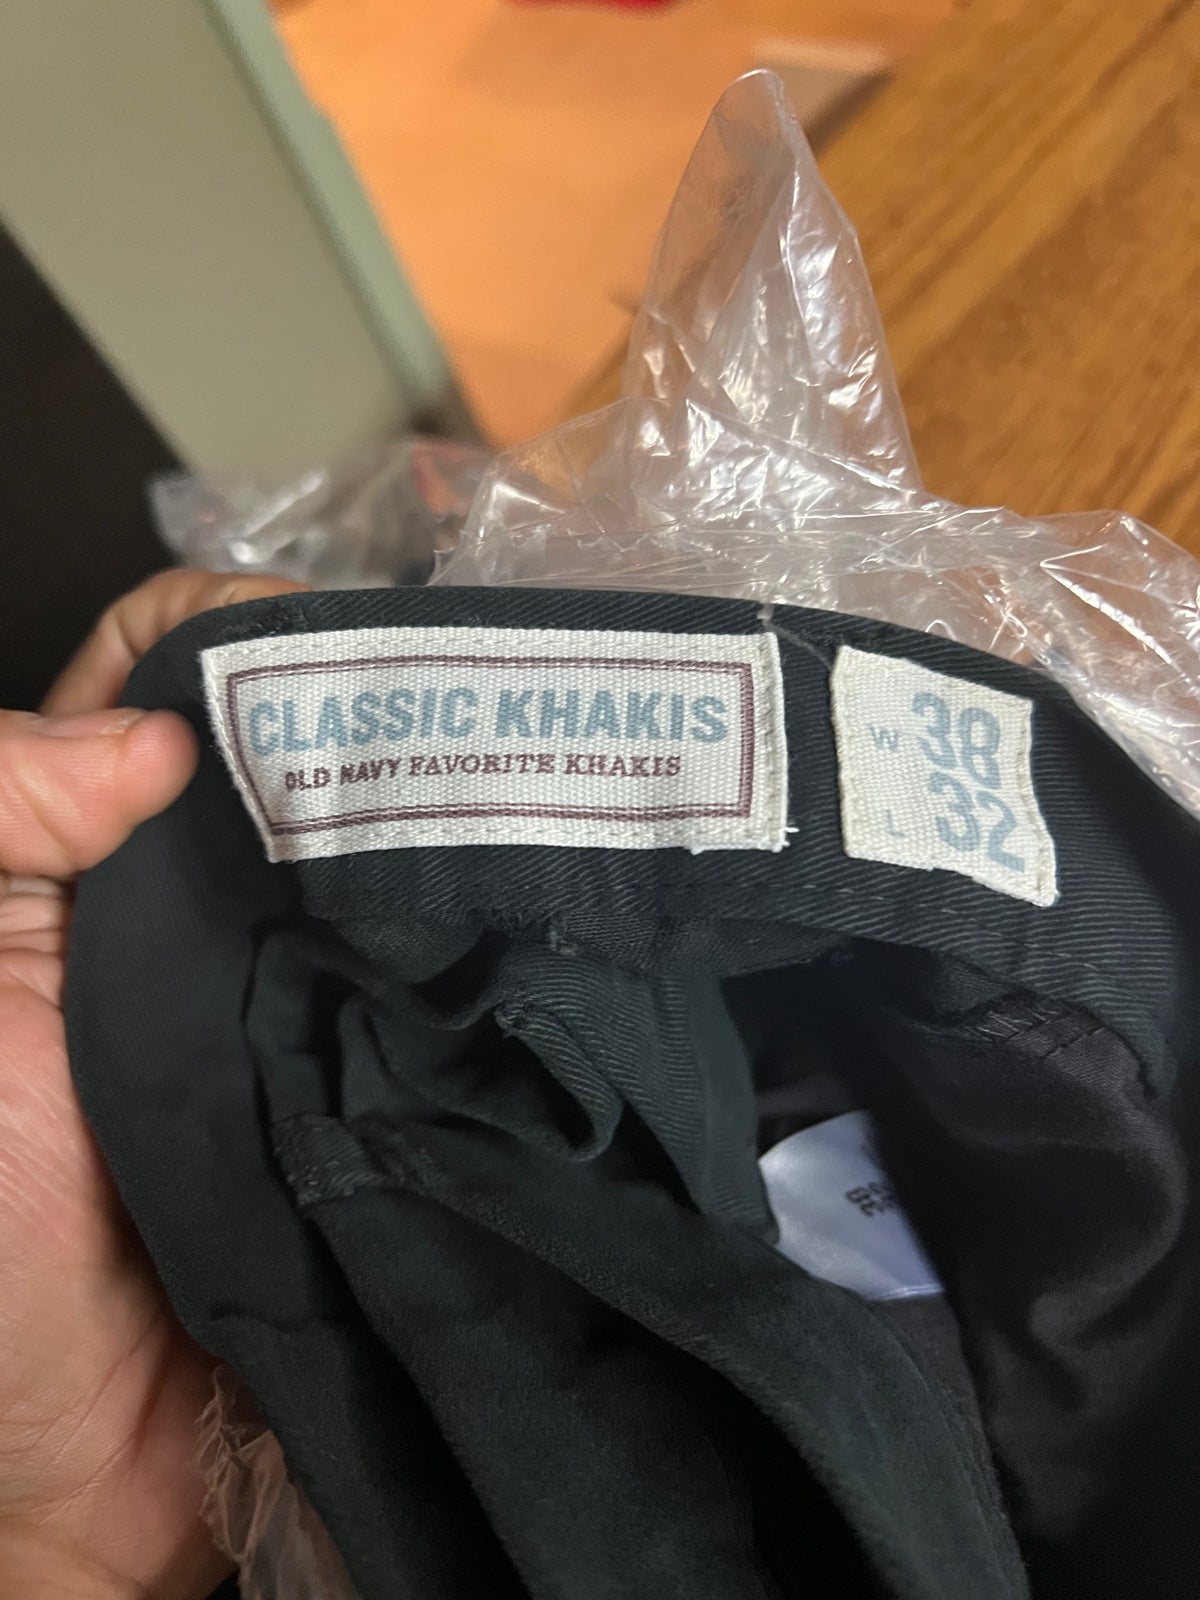 CLASSIC KHAKIS
OLD NAVY FAVORITE KHAKIS
W 38
L 32